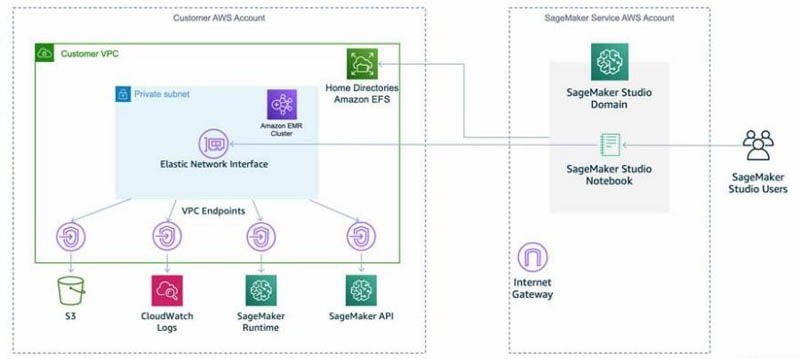 Customer AWS Account
SageMaker Service AWS Account
Customer VPC
Home Directories
Amazon EFS
SageMaker Studio
Domain
Private subnet
Amazon EMR
Cluster
Elastic Network Interface
SageMaker Studio
Notebook
SageMaker
Studio Users
VPC Endpoints
Internet
Gateway
S3
CloudWatch
Logs
SageMaker
Runtime
SageMaker API